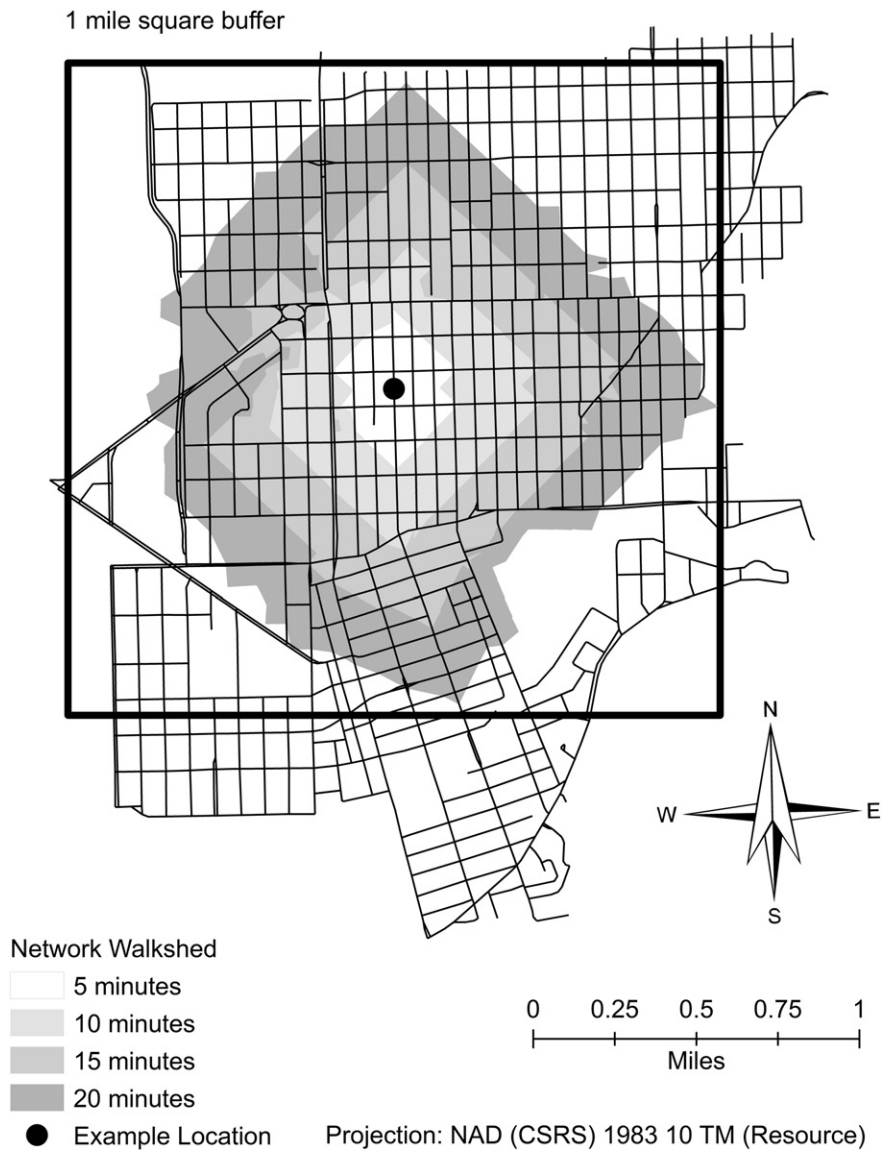 1 mile square buffer
N
W
E
S
Network Walkshed
5 minutes
10 minutes
15 minutes
20 minutes
Example Location
0 0.25 0.5 0.75 1
Miles
Projection: NAD (CSRS) 1983 10 TM (Resource)